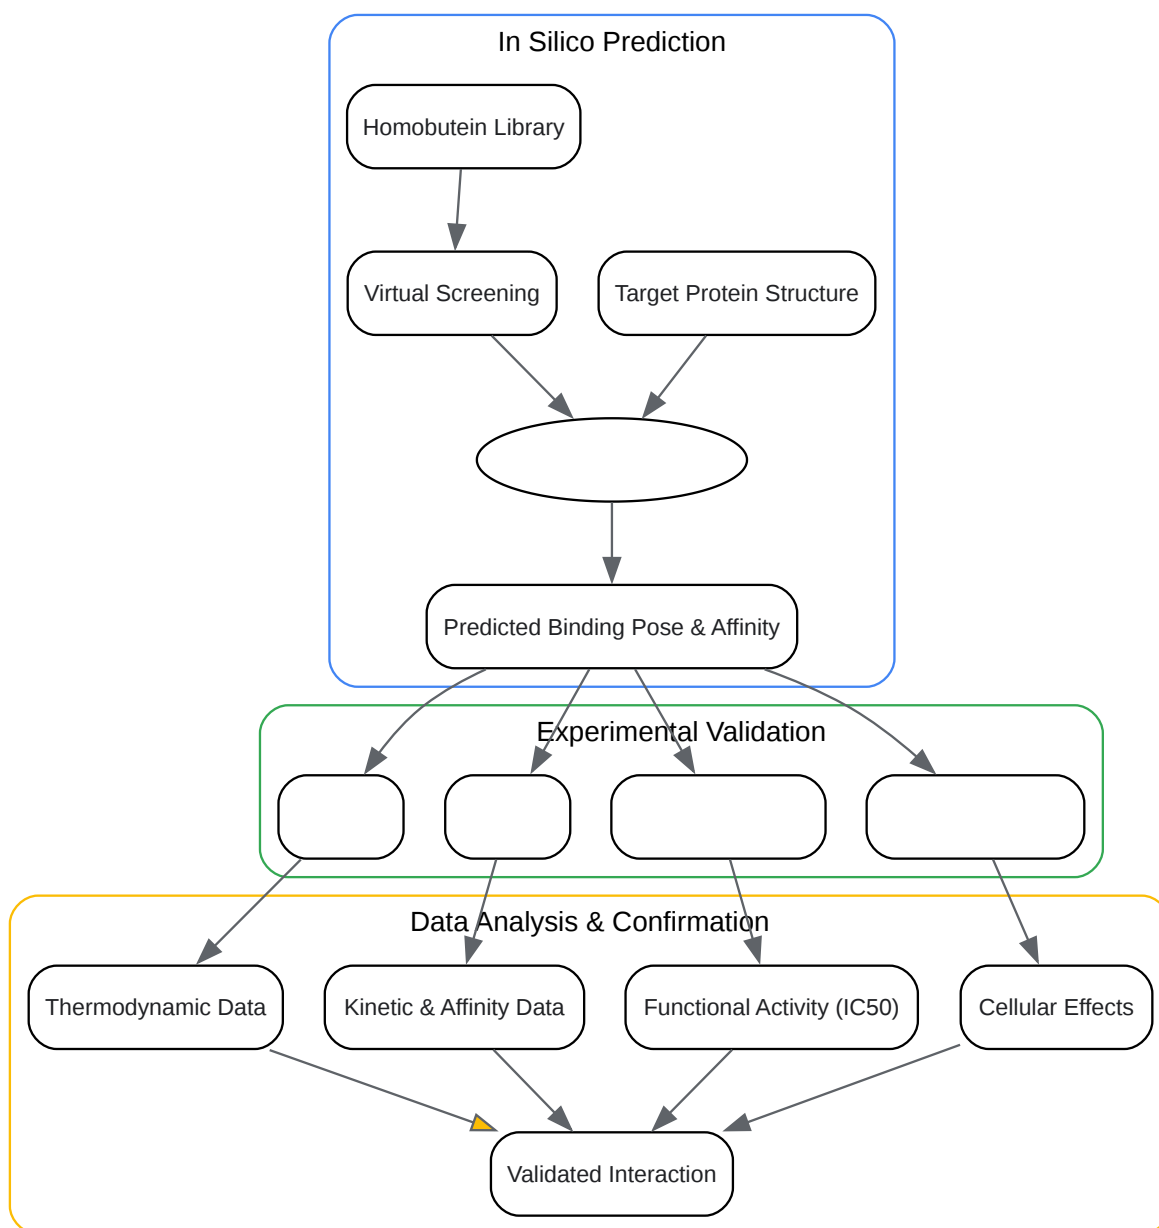 In Silico Prediction
Homobutein Library
Virtual Screening
Target Protein Structure
Predicted Binding Pose & Affinity
Experimental Validation
Data Analysis & Confirmation
Thermodynamic Data
Kinetic & Affinity Data
Functional Activity (IC50)
Cellular Effects
Validated Interaction